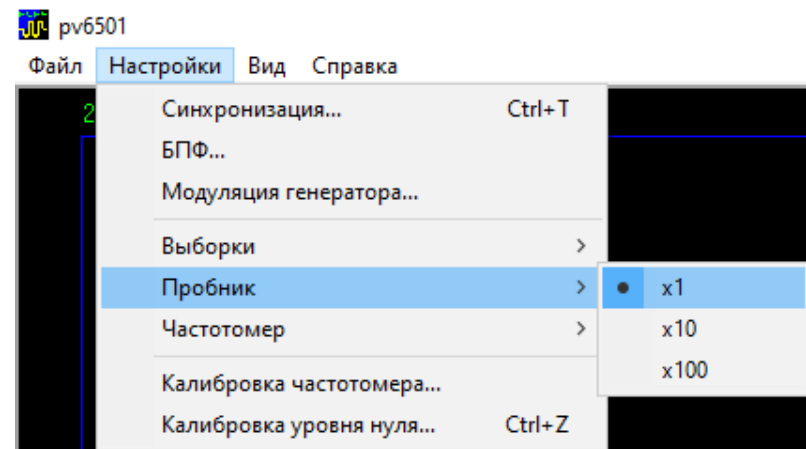 pv6501
Файл Настройки Вид Справка
2
Синхронизация... Ctrl+T
БПФ...
Модуляция генератора...
Выборки
Пробник
x1
Частотомер
x10
x100
Калибровка частотомера...
Калибровка уровня нуля... Ctrl+Z